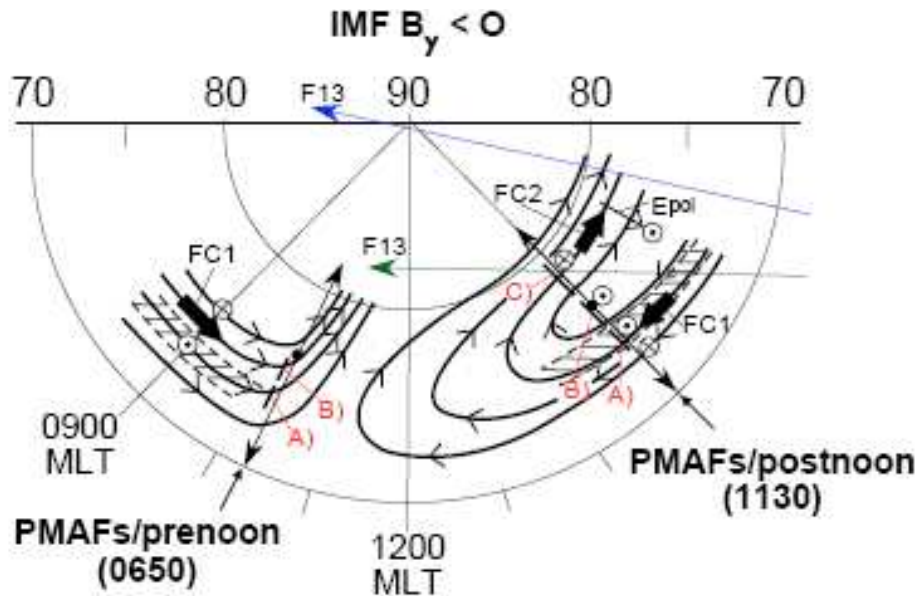 IMF By < O
70 80 90 80 70
F13
FC2
Epol
F13
FC1
C)
FC1
B)
A)
B) A)
0900
MLT
PMAFs/postnoon
(1130)
PMAFs/prenoon
(0650)
1200
MLT